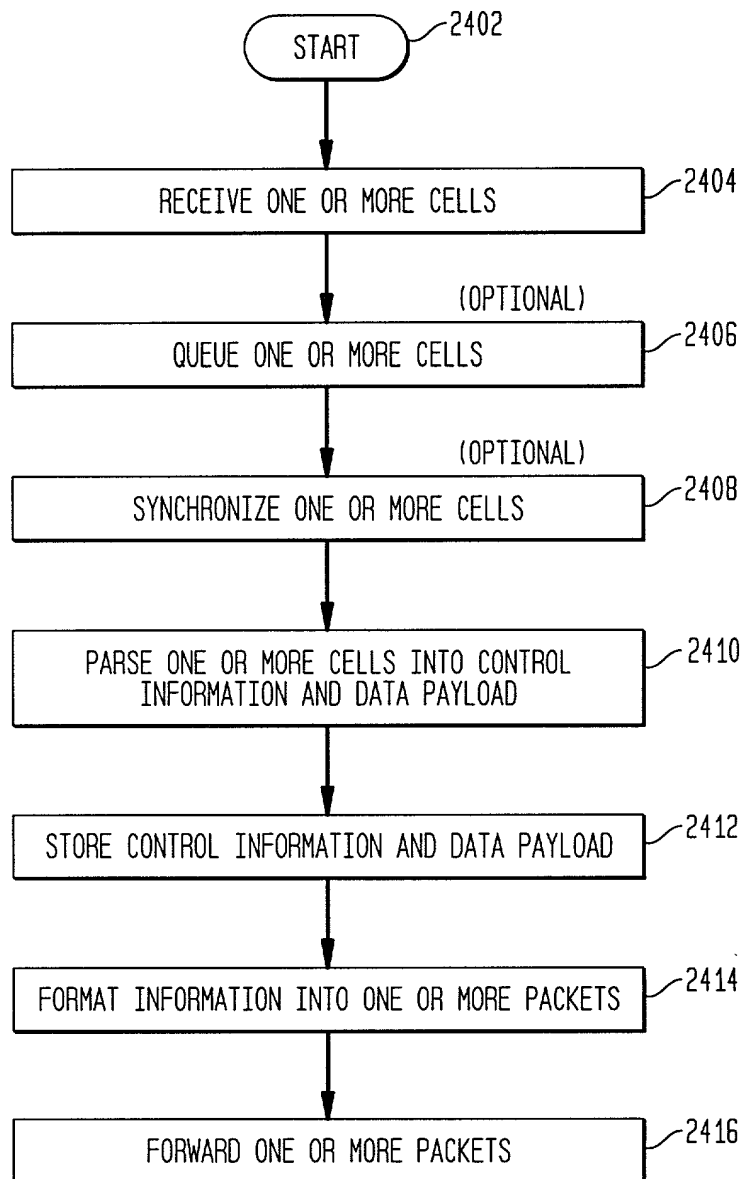 START
2402
RECEIVE ONE OR MORE CELLS
2404
(OPTIONAL)
QUEUE ONE OR MORE CELLS
2406
(OPTIONAL)
SYNCHRONIZE ONE OR MORE CELLS
2408
PARSE ONE OR MORE CELLS INTO CONTROL
INFORMATION AND DATA PAYLOAD
2410
STORE CONTROL INFORMATION AND DATA PAYLOAD
2412
FORMAT INFORMATION INTO ONE OR MORE PACKETS
2414
FORWARD ONE OR MORE PACKETS
2416